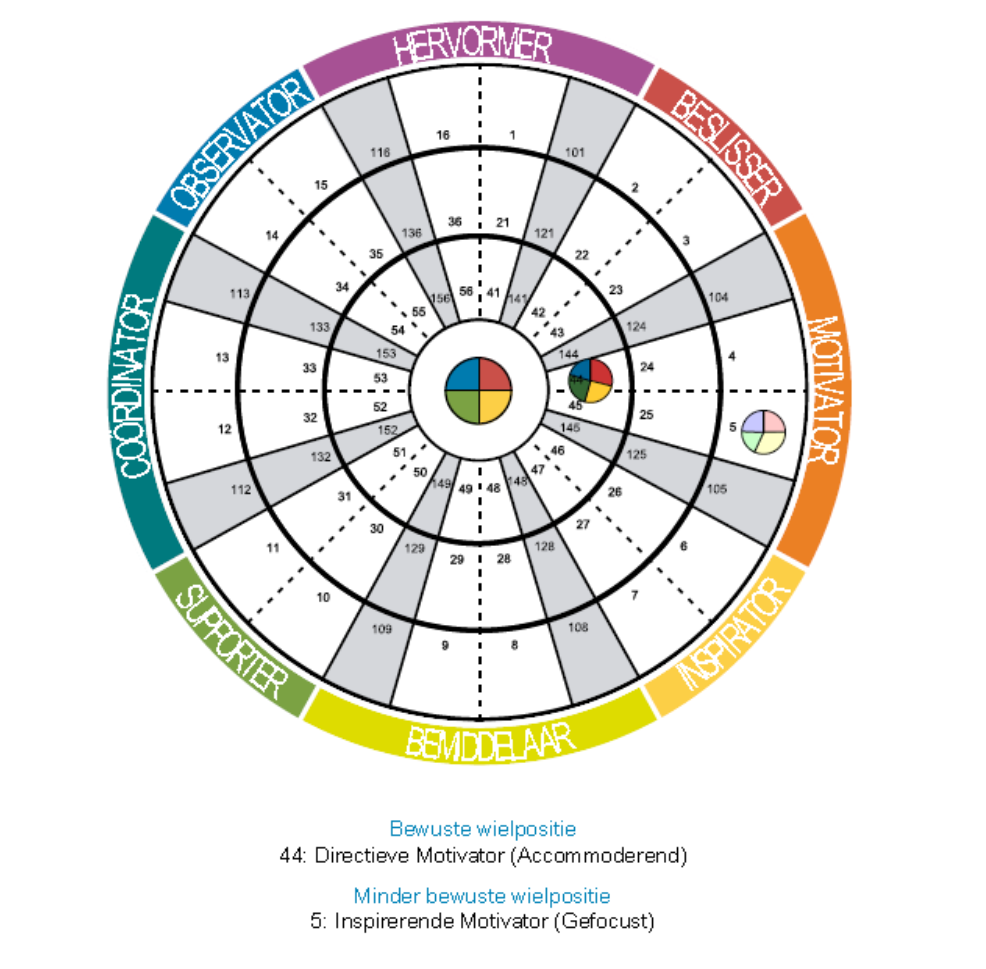 HERVORMER
OBSERVATOR
BESLISSER
16 1
116 101
15 2
36 21
14 136 121 3
35 22
34 56 41 23
113 156 141 104
55 42
133 54 43 124
13 153 144 4
33 53 44 24
COÖRDINATOR
MOTIVATOR
32 52 45 25
12 152 145 5
132 51 46 125
50 47
112 149 49 48 148 105
31 26
30 27
11 129 128 6
29 28
10 7
109 108
9 8
SUPPORTER
INSPIRATOR
BEMIDDELAAR
Bewuste wielpositie
44: Directieve Motivator (Accommoderend)
Minder bewuste wielpositie
5: Inspirerende Motivator (Gefocust)